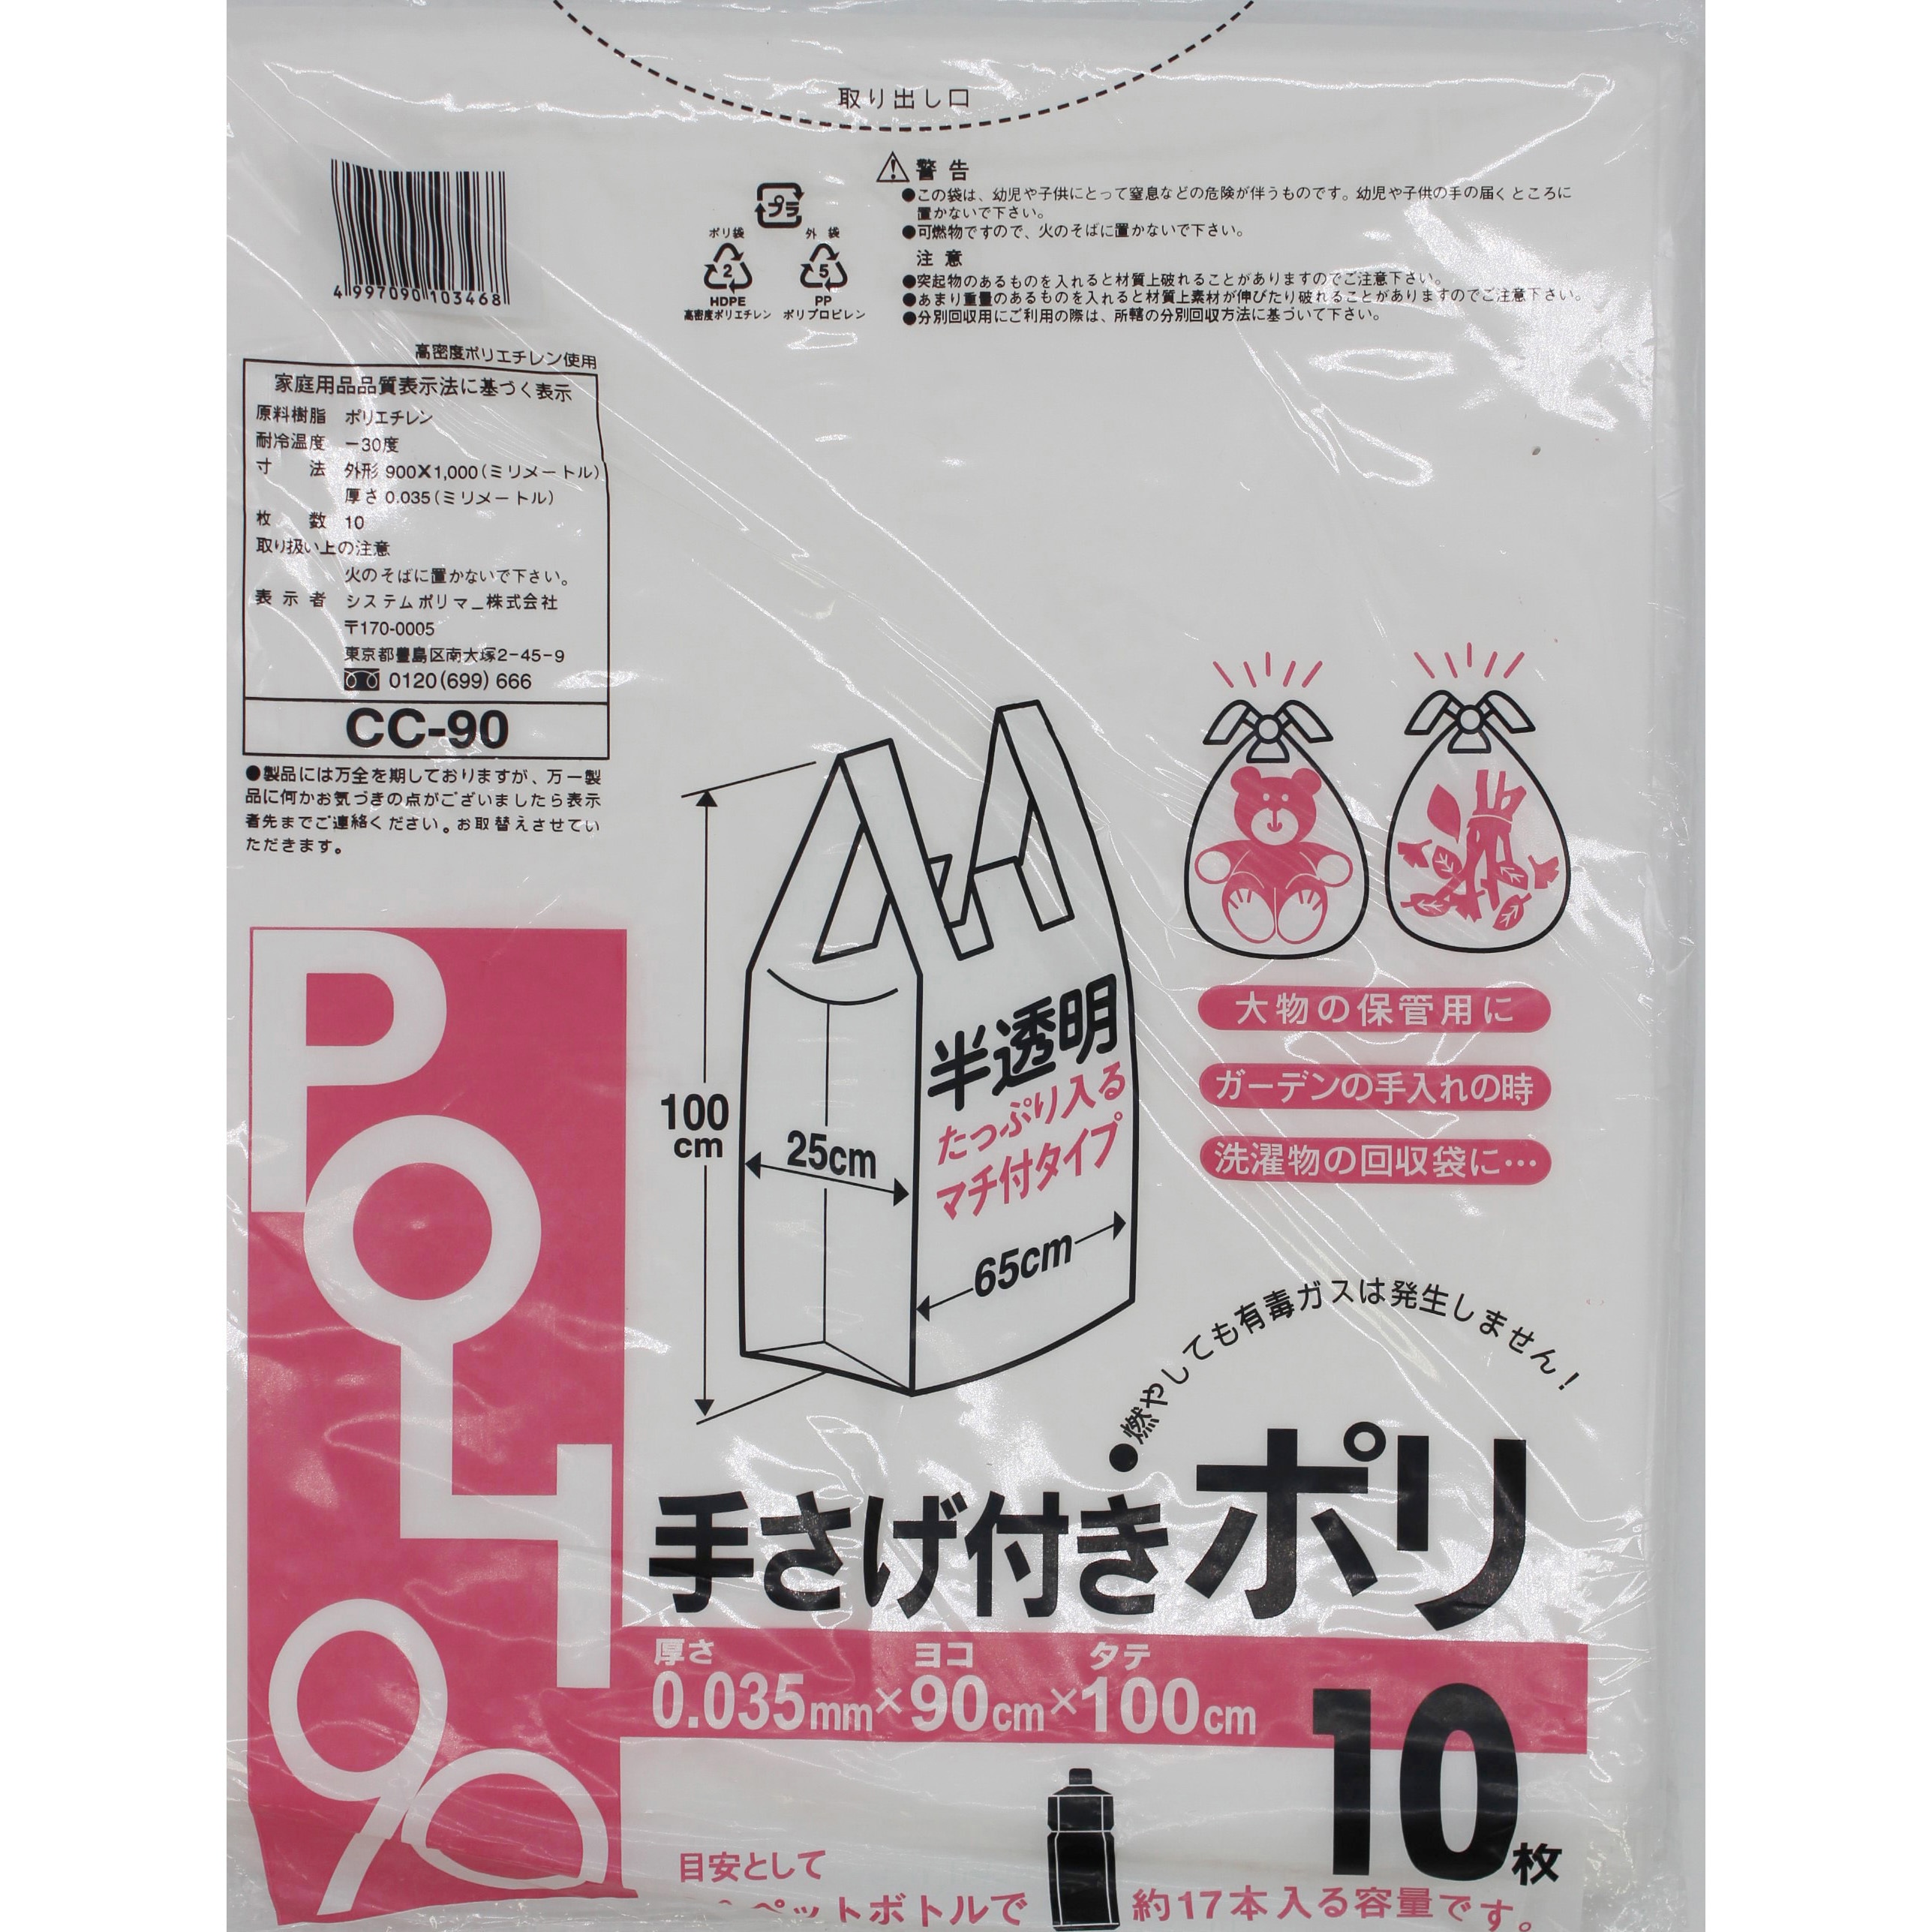 取り出し口
4 997090 103468
プラ
ポリ袋
2
HDPE
高密度ポリエチレン
外 袋
5
PP
ポリプロピレン
警告
●この袋は、幼児や子供にとって窒息などの危険が伴うものです。幼児や子供の手の届くところに
置かないで下さい。
●可燃物ですので、火のそばに置かないで下さい。
注意
●突起物のあるものを入れると材質上破れることがありますのでご注意下さい。
●あまり重量のあるものを入れると材質上素材が伸びたり破れることがありますのでご注意下さい。
●分別回収用にご利用の際は、所轄の分別回収方法に基づいて下さい。
高密度ポリエチレン使用
家庭用品品質表示法に基づく表示
原料樹脂 ポリエチレン
耐冷温度 −30度
寸 法 外形 900×1,000(ミリメートル)
厚さ 0.035(ミリメートル)
枚 数 10
取り扱い上の注意
火のそばに置かないで下さい。
表示者 システムポリマー株式会社
〒170-0005
東京都豊島区南大塚2−45−9
0120(699)666
CC-90
●製品には万全を期しておりますが、万一製
品に何かお気づきの点がございましたら表示
者先までご連絡ください。お取替えさせてい
ただきます。
100
cm
25cm
65cm
半透明
たっぷり入る
マチ付タイプ
大物の保管用に
ガーデンの手入れの時
洗濯物の回収袋に…
●燃やしても有毒ガスは発生しません!
POLY
90
手さげ付きポリ
厚さ ヨコ タテ
0.035mm×90cm×100cm
10枚
目安として
ペットボトルで 約17本入る容量です。